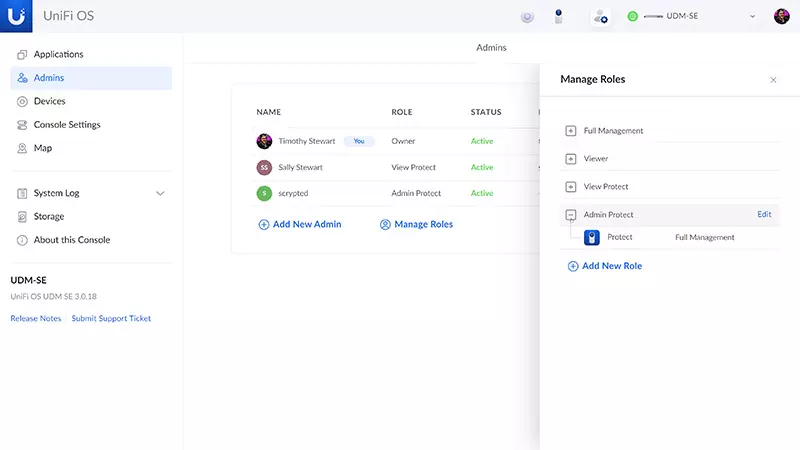 UniFi OS
UDM-SE
Applications
Admins
Devices
Console Settings
Map
System Log
Storage
About this Console
UDM-SE
UniFi OS UDM SE 3.0.18
Release Notes
Submit Support Ticket
Admins
NAME ROLE STATUS
Timothy Stewart You Owner Active
SS Sally Stewart View Protect Active
S scrypted Admin Protect Active
Add New Admin Manage Roles
Manage Roles
Full Management
Viewer
View Protect
Admin Protect Edit
Protect Full Management
Add New Role